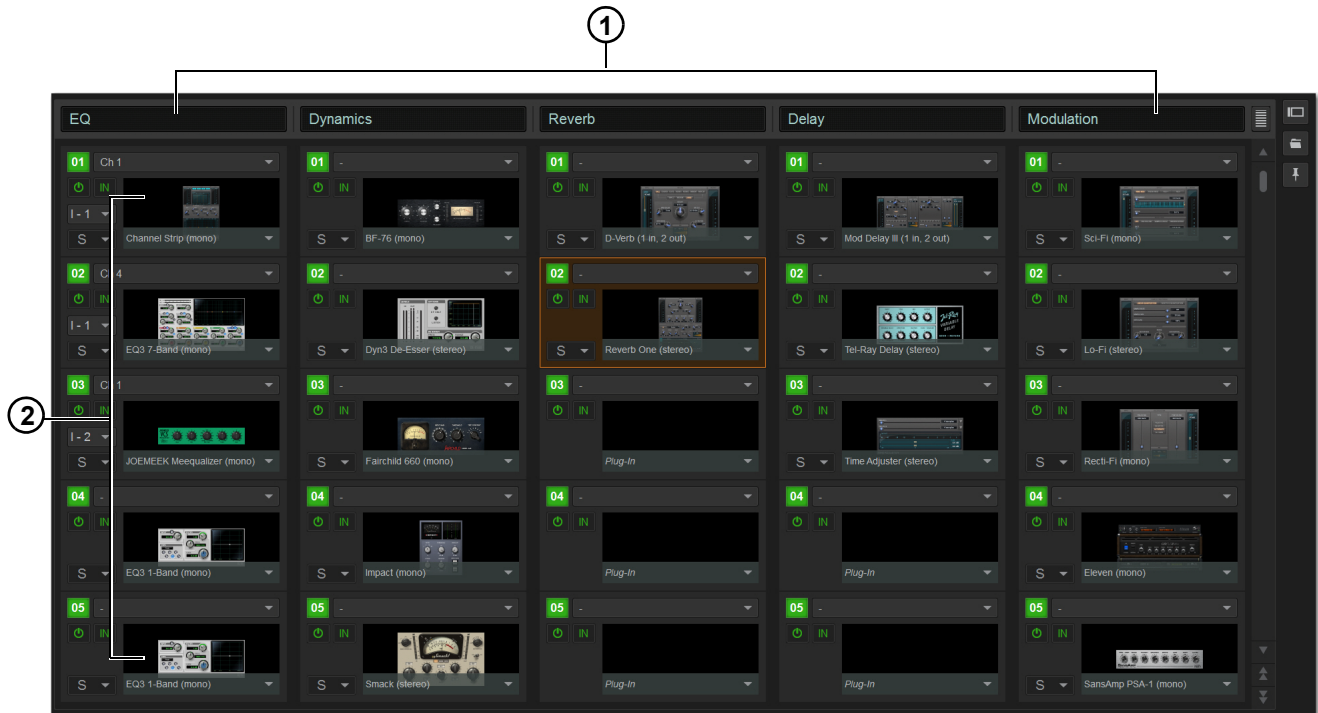 1
EQ
Dynamics
Reverb
Delay
Modulation
01 Ch 1
IN
I - 1
S
Channel Strip (mono)
01 -
IN
S
BF-76 (mono)
01 -
IN
S
D-Verb (1 in, 2 out)
01 -
IN
S
Mod Delay III (1 in, 2 out)
01 -
IN
S
Sci-Fi (mono)
02 Ch 4
IN
I - 1
S
EQ3 7-Band (mono)
02 -
IN
S
Dyn3 De-Esser (stereo)
02 -
IN
S
Reverb One (stereo)
02 -
IN
Tel-Ray
VARIABLE
DELAY
S
Tel-Ray Delay (stereo)
02 -
IN
S
Lo-Fi (stereo)
2
03 Ch 1
IN
I - 2
S
JOEMEEK Meequalizer (mono)
03 -
IN
S
Fairchild 660 (mono)
03 -
IN
Plug-In
03 -
IN
S
Time Adjuster (stereo)
03 -
IN
S
Recti-Fi (mono)
04 -
IN
S
EQ3 1-Band (mono)
04 -
IN
S
Impact (mono)
04 -
IN
Plug-In
04 -
IN
Plug-In
04 -
IN
S
Eleven (mono)
05 -
IN
S
EQ3 1-Band (mono)
05 -
IN
S
Smack (stereo)
05 -
IN
Plug-In
05 -
IN
Plug-In
05 -
IN
S
SansAmp PSA-1 (mono)